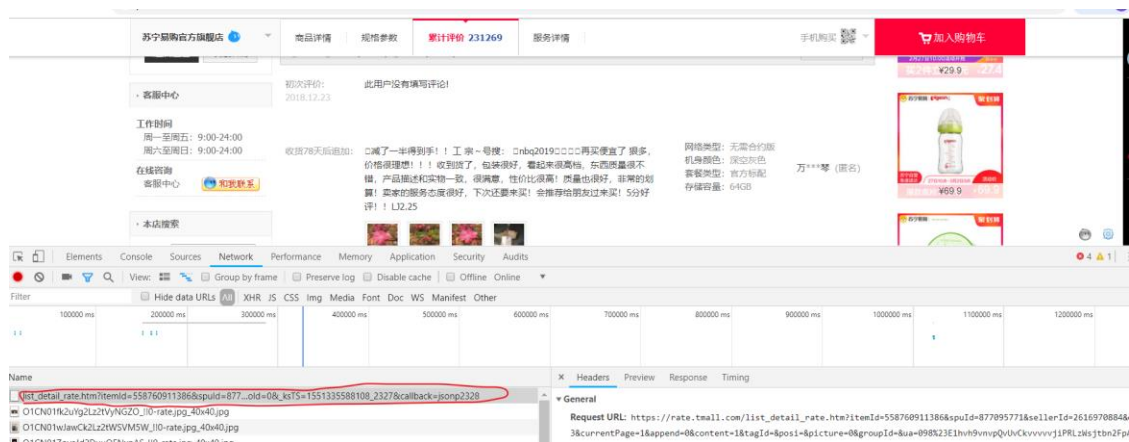 苏宁易购官方旗舰店
商品详情 规格参数 累计评价 231269 服务详情
手机购买
加入购物车
初次评价:
2018.12.23
此用户没有填写评论!
¥29.9
· 客服中心
工作时间
周一至周五: 9:00-24:00
周六至周日: 9:00-24:00
在线咨询
客服中心 和我联系
收货78天后追加:
□减了一半得到手!! 工 宗~号搜: □nbq2019□□□□再买便宜了 狠多,
价格很理想!!! 收到货了, 包装很好, 看起来很高档, 东西质量很不
错, 产品描述和实物一致, 很满意, 性价比很高! 质量也很好, 非常的划
算! 卖家的服务态度很好, 下次还要来买! 会推荐给朋友过来买! 5分好
评!! LJ2.25
网络类型: 无需合约版
机身颜色: 深空灰色
套餐类型: 官方标配
存储容量: 64GB
万***琴 (匿名)
¥69.9
· 本店搜索
Elements Console Sources Network Performance Memory Application Security Audits
4 1
View: Group by frame Preserve log Disable cache Offline Online
Filter Hide data URLs All XHR JS CSS Img Media Font Doc WS Manifest Other
100000 ms 200000 ms 300000 ms 400000 ms 500000 ms 600000 ms 700000 ms 800000 ms 900000 ms 1000000 ms 1100000 ms 1200000 ms
Name
× Headers Preview Response Timing
list_detail_rate.htm?itemId=558760911386&spuId=877...old=0&_ksTS=1551335588108_2327&callback=jsonp2328
▼ General
O1CN01fk2uYg2Lz2tVyNGZO_!!0-rate.jpg_40x40.jpg
Request URL: https://rate.tmall.com/list_detail_rate.htm?itemId=558760911386&spuId=877095771&sellerId=2616970884&
O1CN01wJawCk2Lz2tWSVM5W_!!0-rate.jpg_40x40.jpg
3&currentPage=1&append=0&content=1&tagId=&posi=&picture=0&groupId=&ua=098%23E1hvh9vnvpQvUvCkvvvvvjiPRLzWsjtbn2FpA